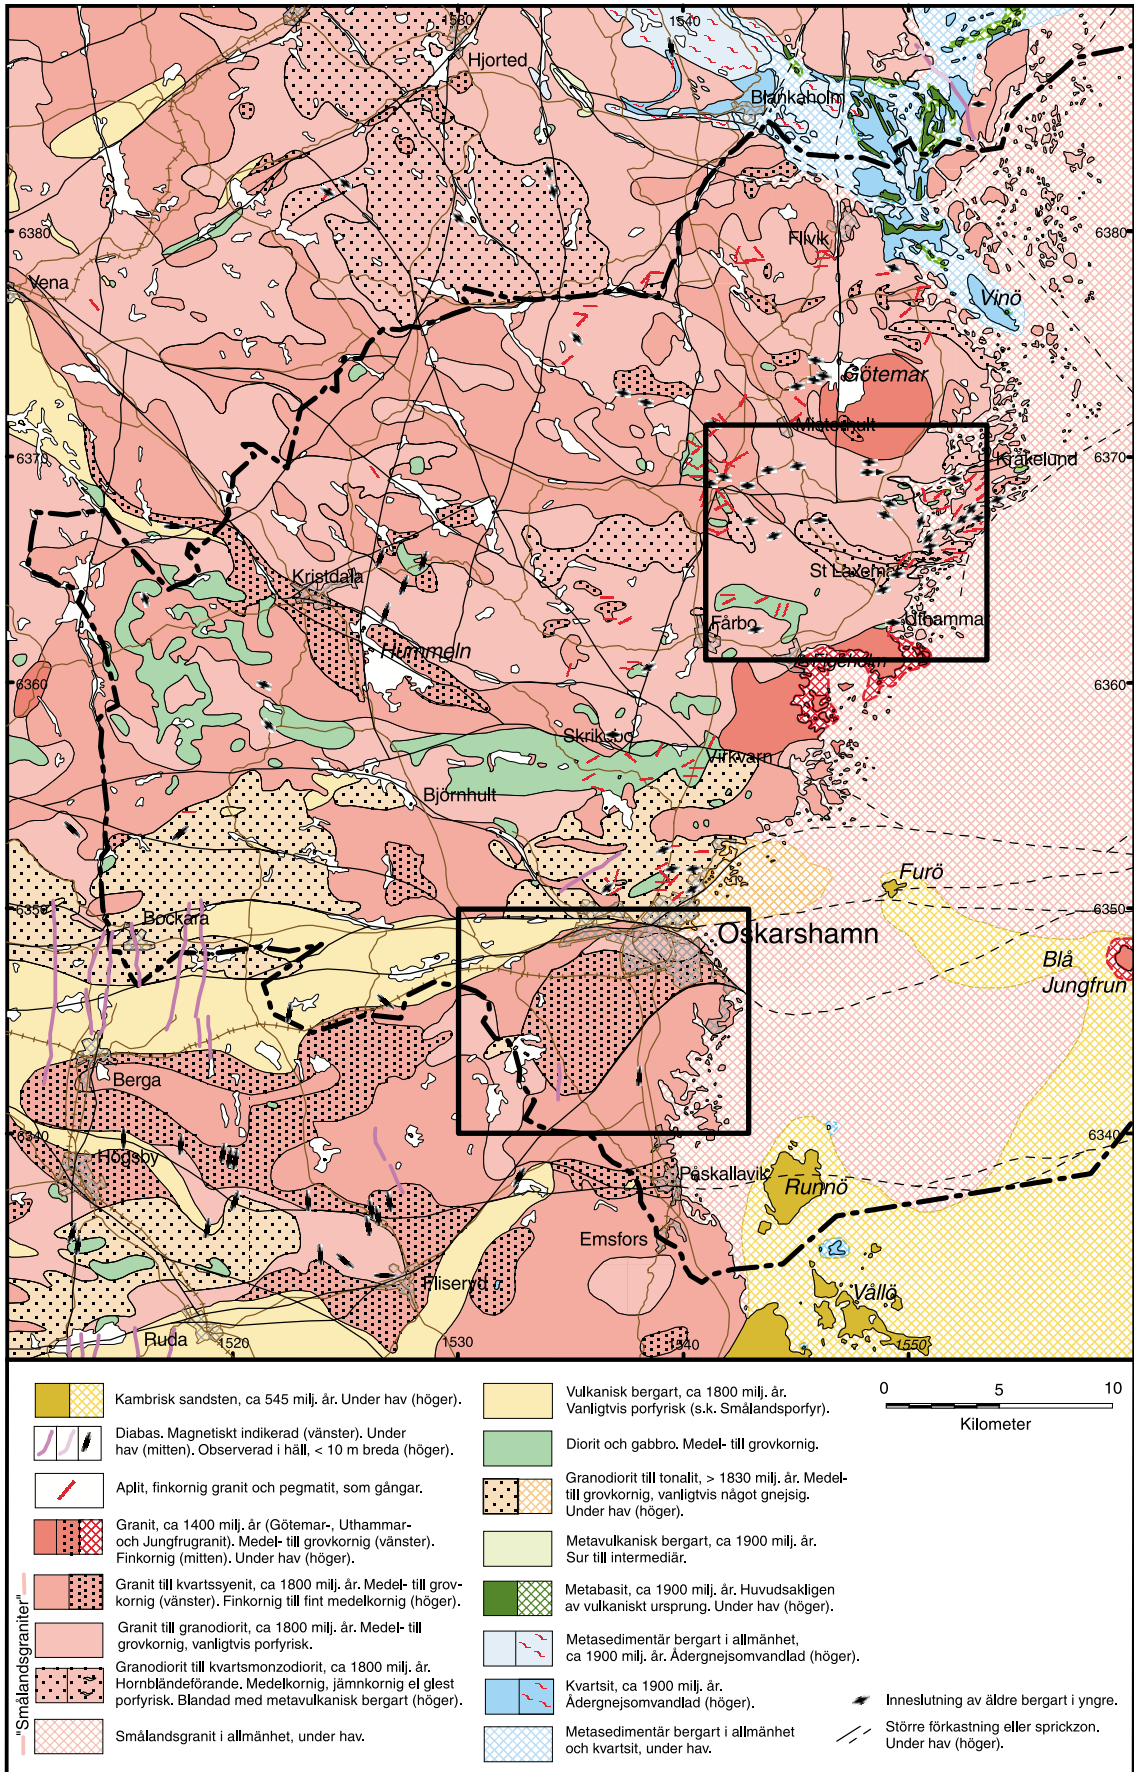 1530
1540
Hjorted
Blankaholm
6380
6380
Flivik
Vena
Vinö
Götemar
Misterhult
6370
6370
Kråkelund
Kristdala
St Laxemar
Fårbo
Uthammar
Hummeln
Figeholm
6360
6360
Skriksbo
Virkvarn
Björnhult
Furö
6350
6350
Bockara
Oskarshamn
Blå
Jungfrun
Berga
6340
6340
Högsby
Påskallavik
Runnö
Emsfors
Fliseryd
Vållö
Ruda
1520
1530
1540
1550
Kambrisk sandsten, ca 545 milj. år. Under hav (höger).
Diabas. Magnetiskt indikerad (vänster). Under
hav (mitten). Observerad i häll, < 10 m breda (höger).
Aplit, finkornig granit och pegmatit, som gångar.
Granit, ca 1400 milj. år (Götemar-, Uthammar-
och Jungfrugranit). Medel- till grovkornig (vänster).
Finkornig (mitten). Under hav (höger).
"Smålandsgraniter"
Granit till kvartssyenit, ca 1800 milj. år. Medel- till grov-
kornig (vänster). Finkornig till fint medelkornig (höger).
Granit till granodiorit, ca 1800 milj. år. Medel- till
grovkornig, vanligtvis porfyrisk.
Granodiorit till kvartsmonzodiorit, ca 1800 milj. år.
Hornbländeförande. Medelkornig, jämnkornig el glest
porfyrisk. Blandad med metavulkanisk bergart (höger).
Smålandsgranit i allmänhet, under hav.
Vulkanisk bergart, ca 1800 milj. år.
Vanligtvis porfyrisk (s.k. Smålandsporfyr).
Diorit och gabbro. Medel- till grovkornig.
Granodiorit till tonalit, > 1830 milj. år. Medel-
till grovkornig, vanligtvis något gnejsig.
Under hav (höger).
Metavulkanisk bergart, ca 1900 milj. år.
Sur till intermediär.
Metabasit, ca 1900 milj. år. Huvudsakligen
av vulkaniskt ursprung. Under hav (höger).
Metasedimentär bergart i allmänhet,
ca 1900 milj. år. Ådergnejsomvandlad (höger).
Kvartsit, ca 1900 milj. år.
Ådergnejsomvandlad (höger).
Metasedimentär bergart i allmänhet
och kvartsit, under hav.
0 5 10
Kilometer
Inneslutning av äldre bergart i yngre.
Större förkastning eller sprickzon.
Under hav (höger).